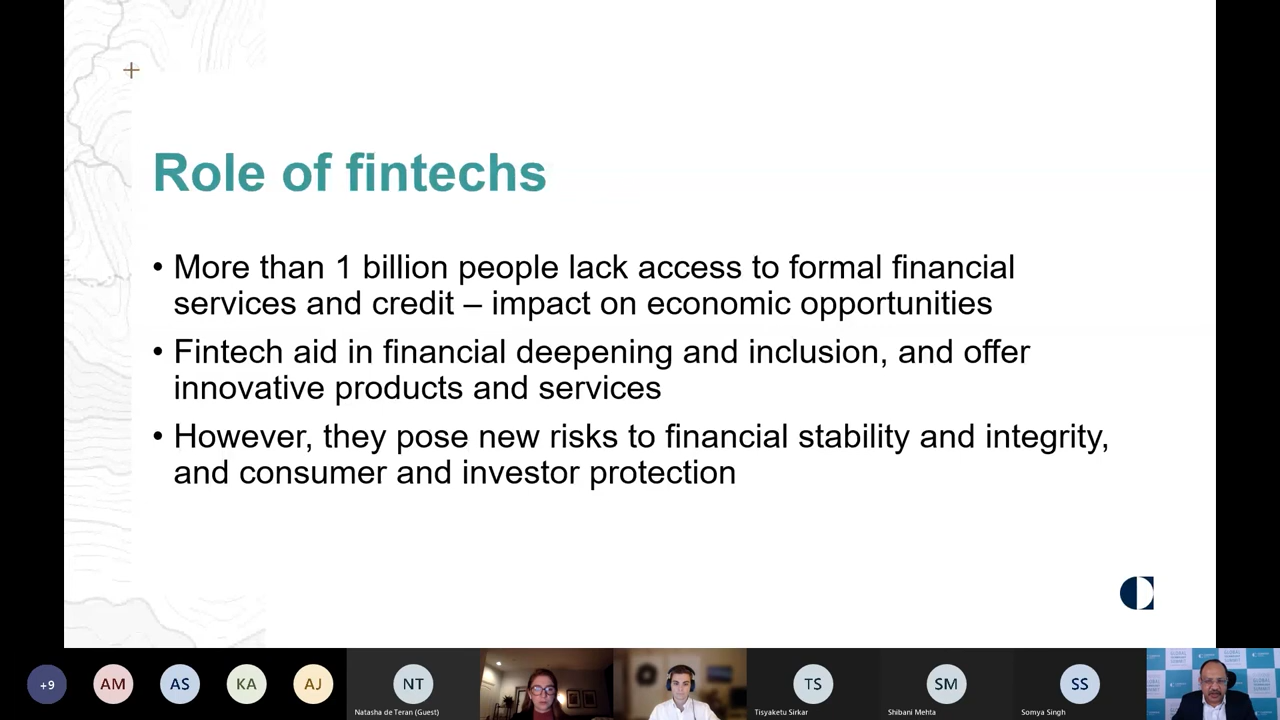 Role of fintechs
• More than 1 billion people lack access to formal financial
services and credit – impact on economic opportunities
• Fintech aid in financial deepening and inclusion, and offer
innovative products and services
• However, they pose new risks to financial stability and integrity,
and consumer and investor protection
+9
AM
AS
KA
AJ
NT
Natasha de Teran (Guest)
TS
Tisyaketu Sirkar
SM
Shibani Mehta
SS
Somya Singh
GLOBAL
SUMMIT